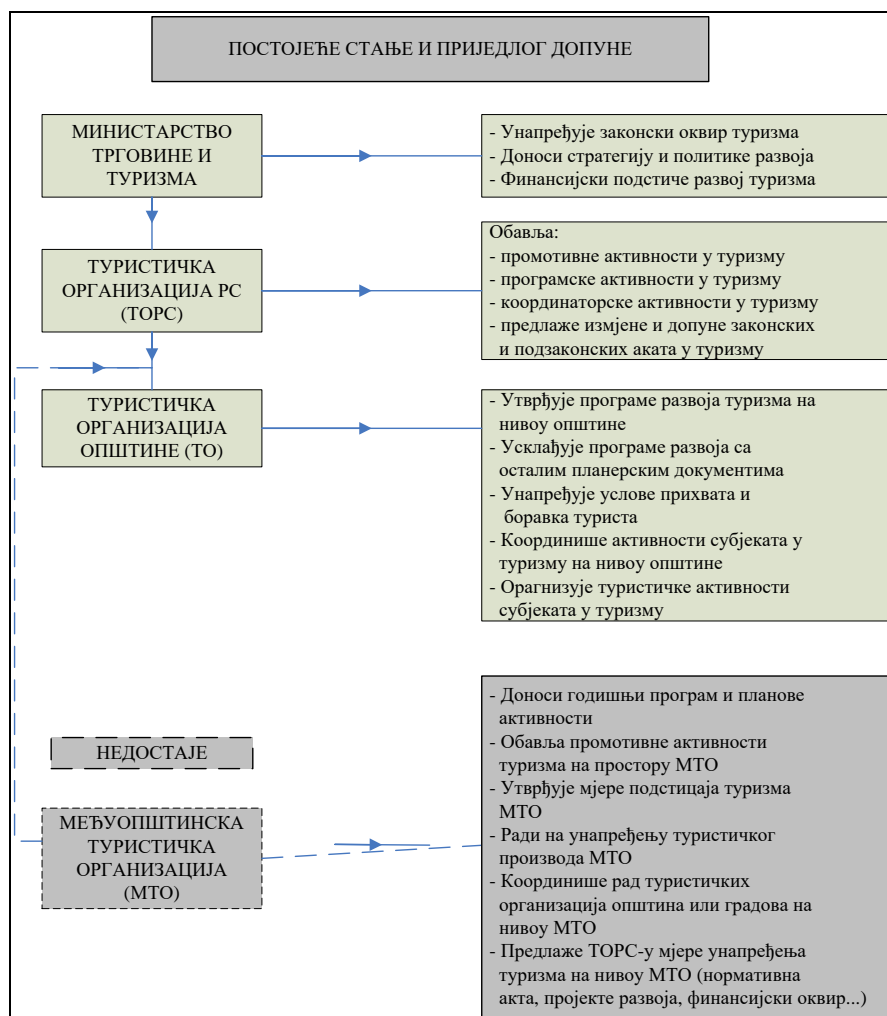 ПОСТОЈЕЋЕ СТАЊЕ И ПРИЈЕДЛОГ ДОПУНЕ
МИНИСТАРСТВО
ТРГОВИНЕ И
ТУРИЗМА
- Унапређује законски оквир туризма
- Доноси стратегију и политике развоја
- Финансијски подстиче развој туризма
ТУРИСТИЧКА
ОРГАНИЗАЦИЈА РС
(ТОРС)
Обавља:
- промотивне активности у туризму
- програмске активности у туризму
- координаторске активности у туризму
- предлаже измјене и допуне законских
и подзаконских аката у туризму
ТУРИСТИЧКА
ОРГАНИЗАЦИЈА
ОПШТИНЕ (ТО)
- Утврђује програме развоја туризма на
нивоу општине
- Усклађује програме развоја са
осталим планерским документима
- Унапређује услове прихвата и
боравка туриста
- Координише активности субјеката у
туризму на нивоу општине
- Орагнизује туристичке активности
субјеката у туризму
НЕДОСТАЈЕ
МЕЂУОПШТИНСКА
ТУРИСТИЧКА
ОРГАНИЗАЦИЈА
(МТО)
- Доноси годишњи програм и планове
активности
- Обавља промотивне активности
туризма на простору МТО
- Утврђује мјере подстицаја туризма
МТО
- Ради на унапређењу туристичког
производа МТО
- Координише рад туристичких
организација општина или градова на
нивоу МТО
- Предлаже ТОРС-у мјере унапређења
туризма на нивоу МТО (нормативна
акта, пројекте развоја, финансијски оквир...)